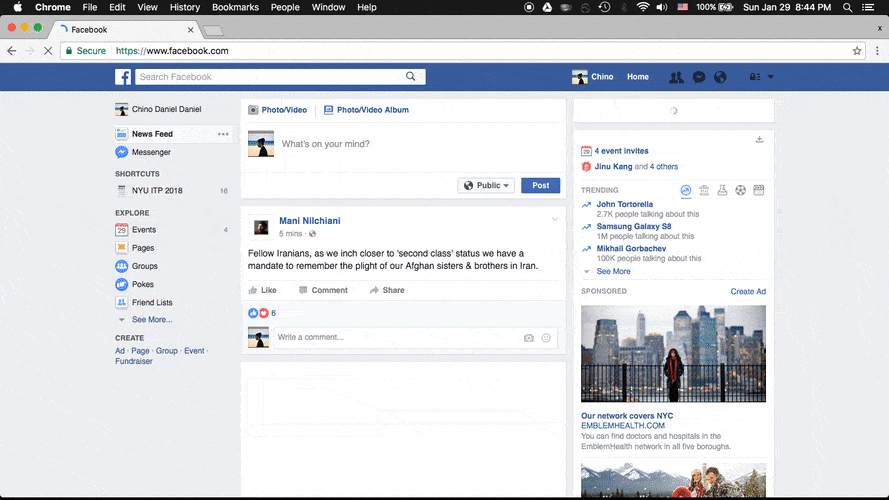 Chrome File Edit View History Bookmarks People Window Help 100% Sun Jan 29 8:44 PM
Facebook
Secure https://www.facebook.com
Search Facebook
Chino Home
Chino Daniel Daniel
News Feed
Messenger
SHORTCUTS
NYU ITP 2018 16
EXPLORE
Events 4
Pages
Groups
Pokes
Friend Lists
See More...
CREATE
Ad · Page · Group · Event ·
Fundraiser
Photo/Video Photo/Video Album
What's on your mind?
Public Post
Mani Nilchiani
5 mins ·
Fellow Iranians, as we inch closer to 'second class' status we have a
mandate to remember the plight of our Afghan sisters & brothers in Iran.
Like Comment Share
6
Write a comment...
4 event invites
Jinu Kang and 4 others
TRENDING
John Tortorella
2.7K people talking about this
Samsung Galaxy S8
1M people talking about this
Mikhail Gorbachev
100K people talking about this
See More
SPONSORED Create Ad
Our network covers NYC
EMBLEMHEALTH.COM
You can find doctors and hospitals in the
EmblemHealth network in all five boroughs.